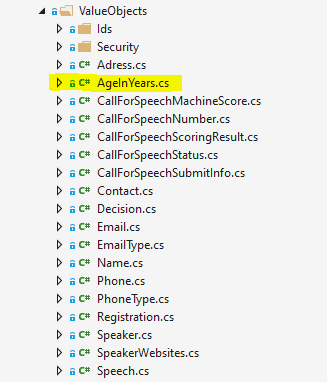 ValueObjects
Ids
Security
Adress.cs
C# AgeInYears.cs
C# CallForSpeechMachineScore.cs
C# CallForSpeechNumber.cs
C# CallForSpeechScoringResult.cs
C# CallForSpeechStatus.cs
C# CallForSpeechSubmitInfo.cs
C# Contact.cs
C# Decision.cs
C# Email.cs
C# EmailType.cs
C# Name.cs
C# Phone.cs
C# PhoneType.cs
C# Registration.cs
C# Speaker.cs
C# SpeakerWebsites.cs
C# Speech.cs